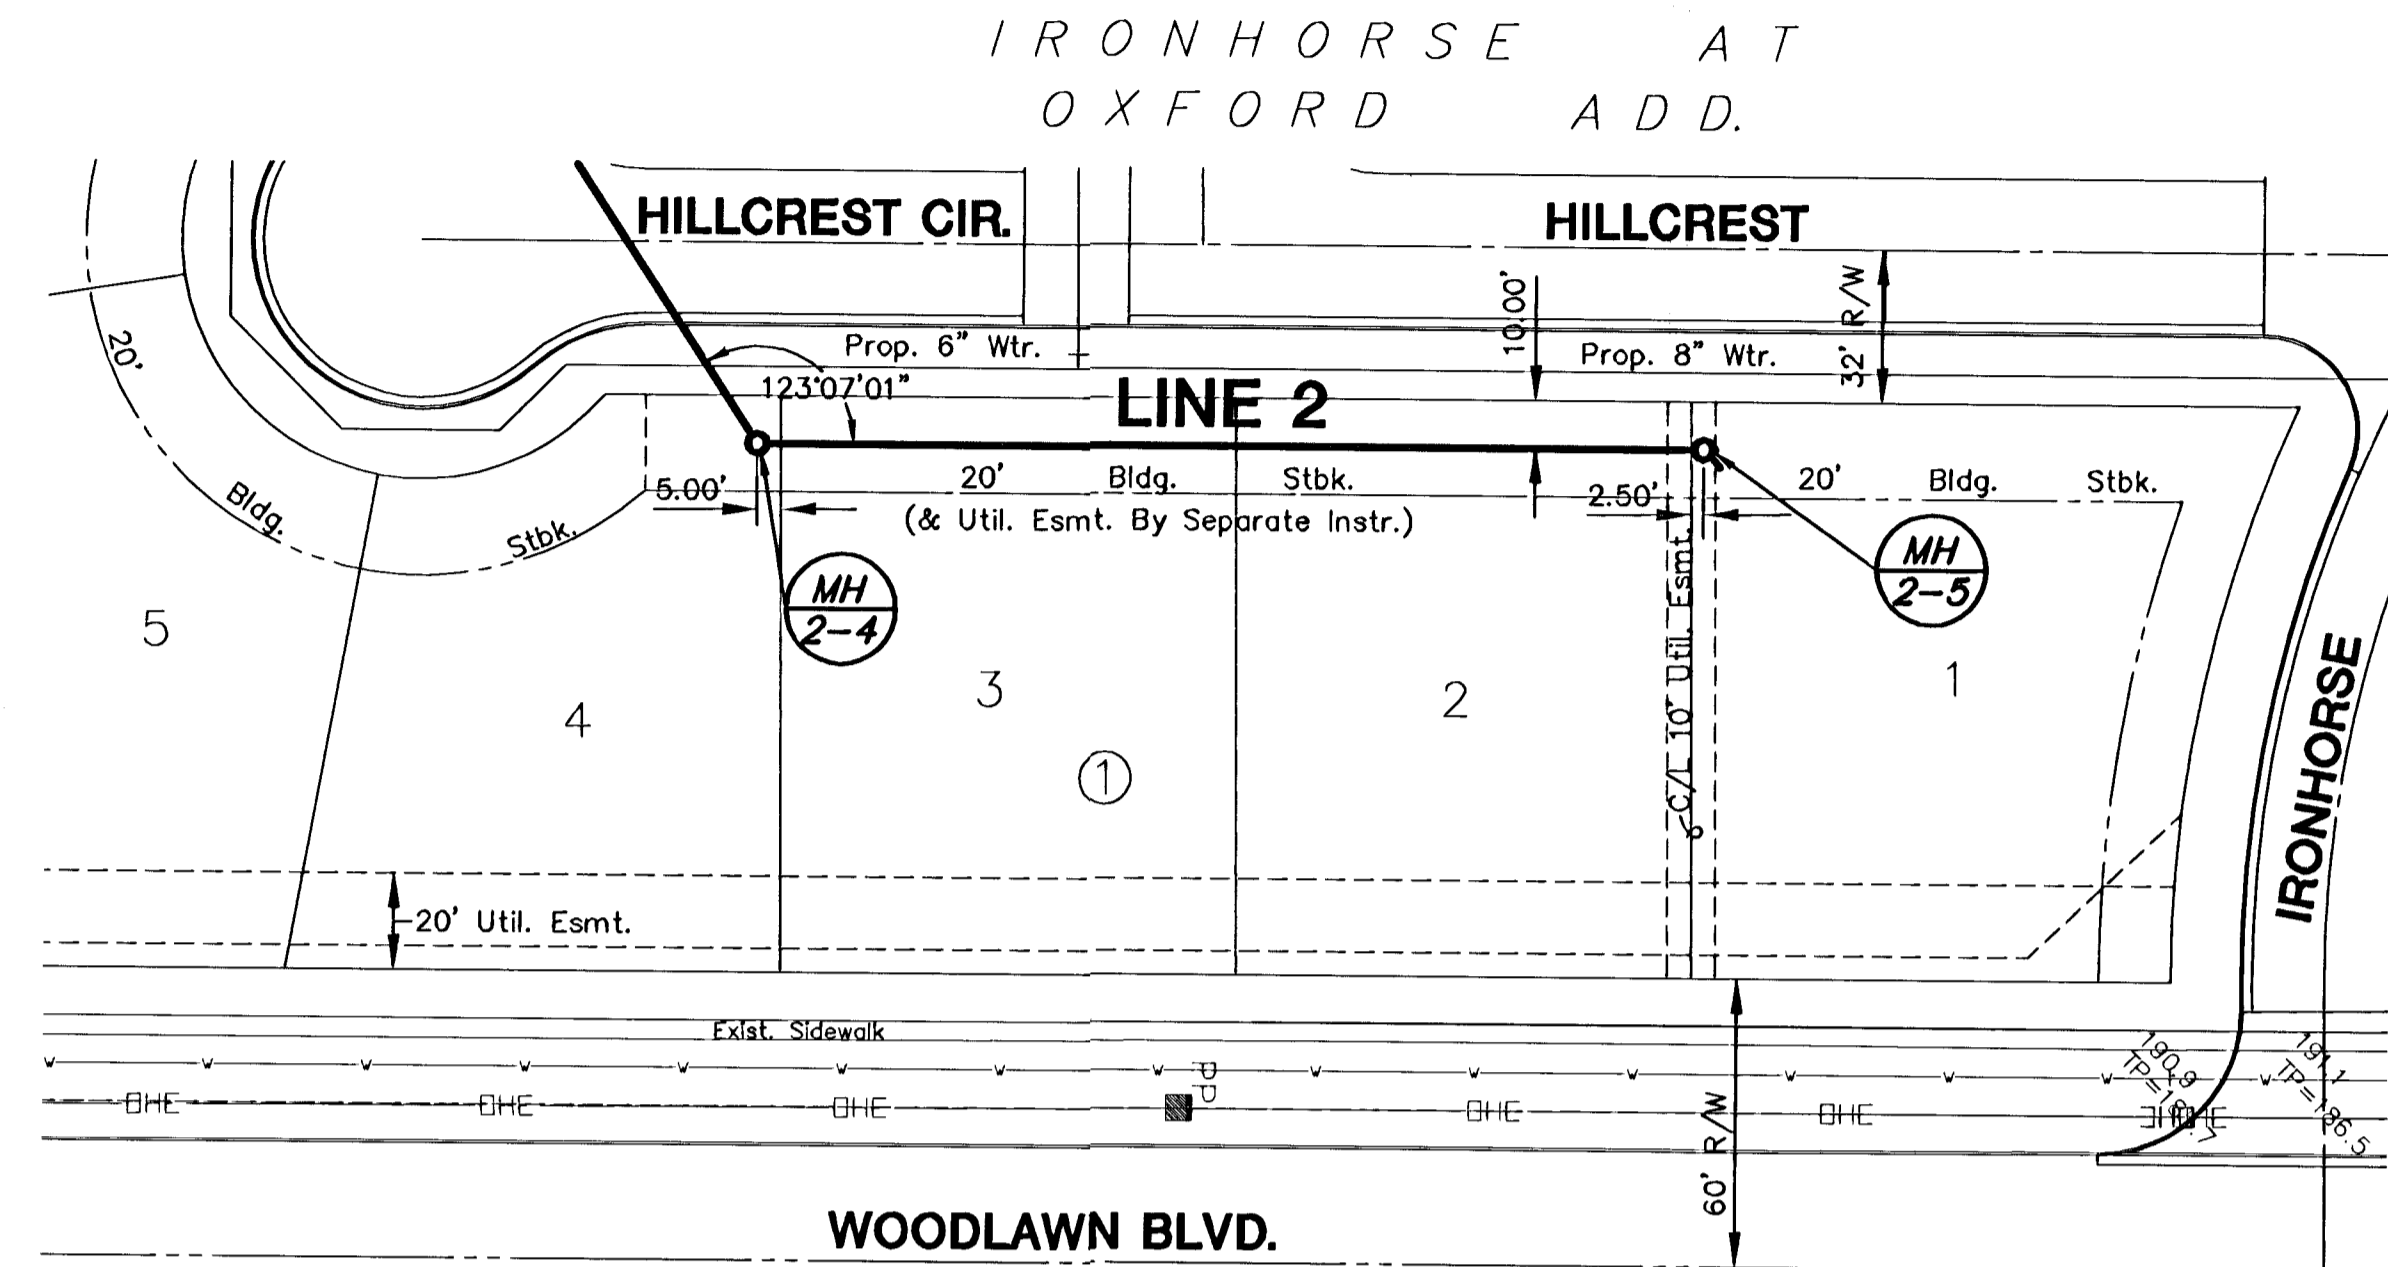 IRONHORSE AT
OXFORD ADD.
HILLCREST CIR.
HILLCREST
10.00'
32' R/W
20'
Prop. 6" Wtr.
Prop. 8" Wtr.
123°07'01"
LINE 2
5.00'
20' Bldg. Stbk.
2.50'
20' Bldg. Stbk.
(& Util. Esmt. By Separate Instr.)
Bldg.
Stbk.
MH
2-4
MH
2-5
5
4
3
2
1
1
C/L 10' Util. Esmt.
IRONHORSE
20' Util. Esmt.
Exist. Sidewalk
W W W W W W W W W W W W W W W
PP
OHE OHE OHE OHE OHE OHE
190.9
191.1
TP=186.5
60' R/W
WOODLAWN BLVD.